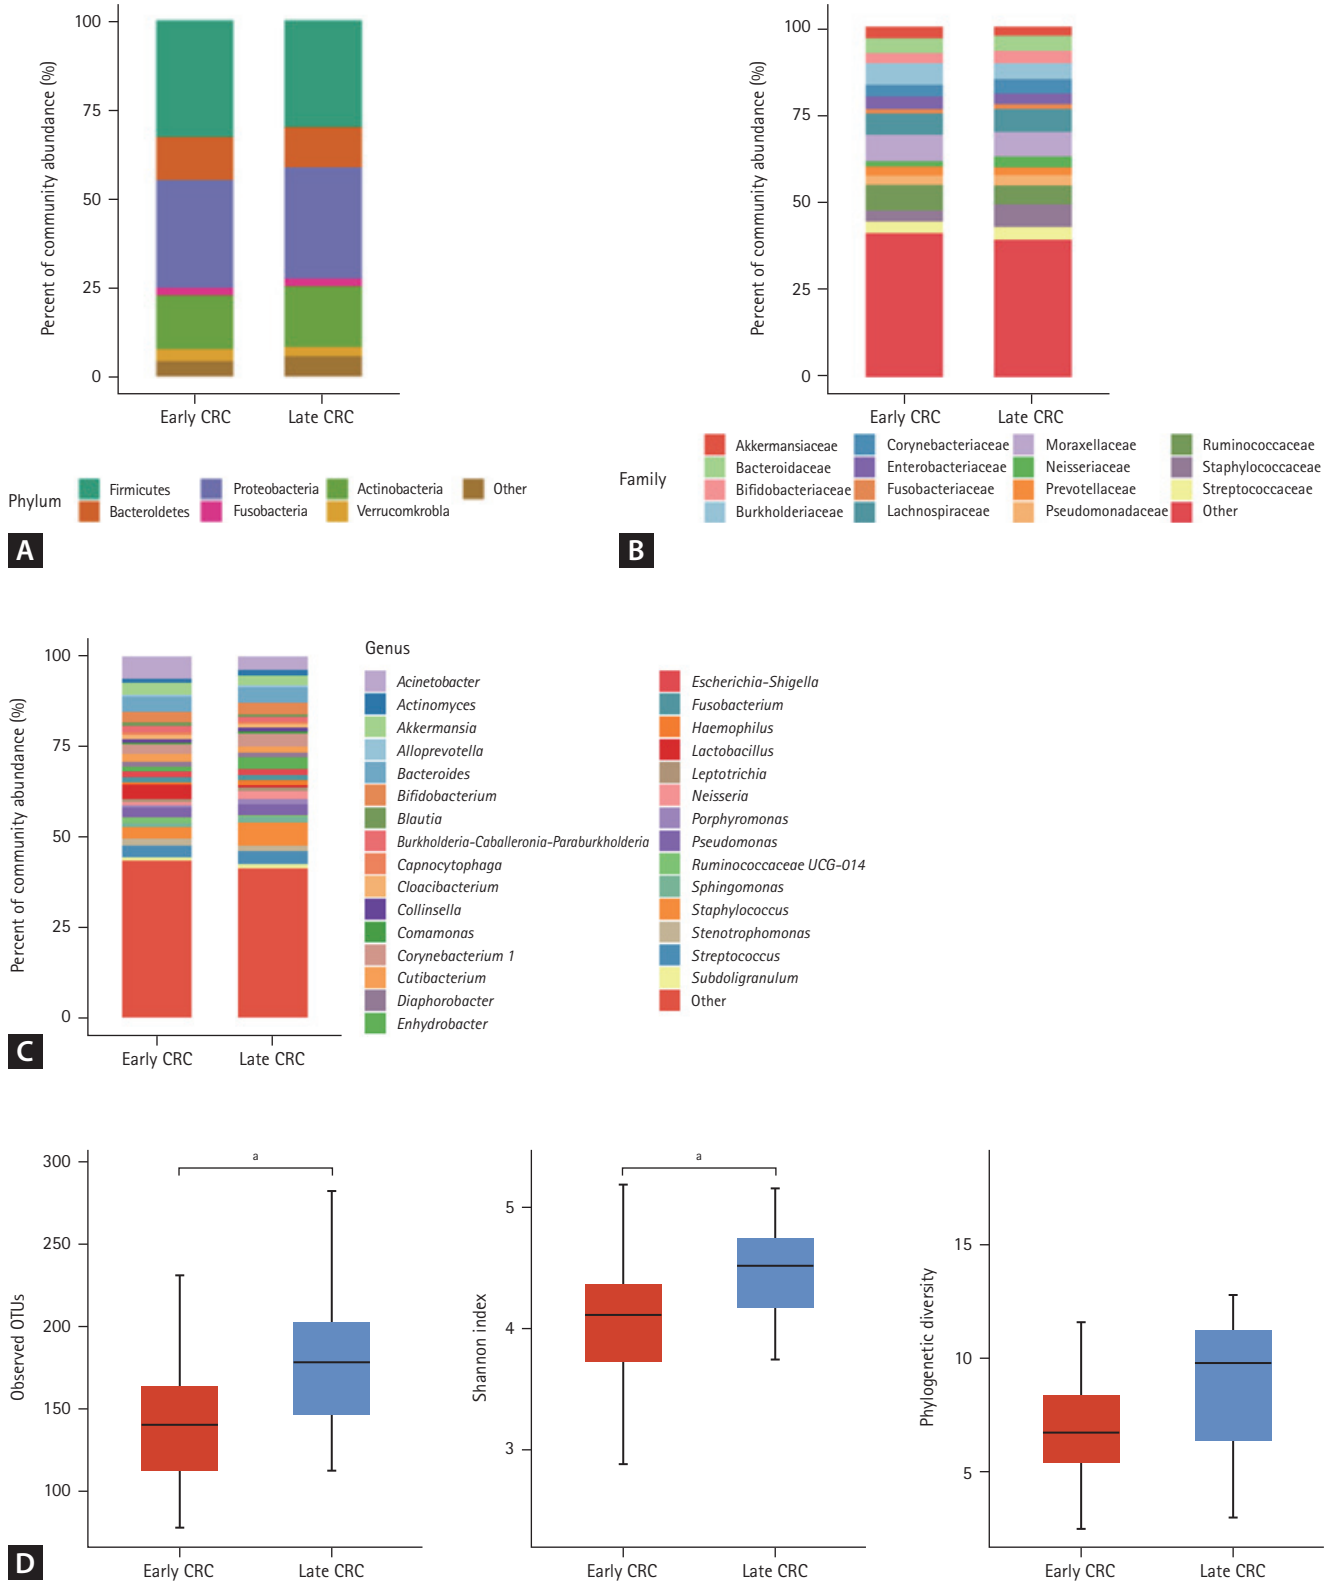 100
75
50
25
0
Percent of community abundance (%)
Early CRC
Late CRC
Phylum
Firmicutes
Proteobacteria
Actinobacteria
Other
Bacteroldetes
Fusobacteria
Verrucomkrobla
A
100
75
50
25
0
Percent of community abundance (%)
Early CRC
Late CRC
Family
Akkermansiaceae
Corynebacteriaceae
Moraxellaceae
Ruminococcaceae
Bacteroidaceae
Enterobacteriaceae
Neisseriaceae
Staphylococcaceae
Bifidobacteriaceae
Fusobacteriaceae
Prevotellaceae
Streptococcaceae
Burkholderiaceae
Lachnospiraceae
Pseudomonadaceae
Other
B
100
75
50
25
0
Percent of community abundance (%)
Early CRC
Late CRC
Genus
Acinetobacter
Actinomyces
Akkermansia
Alloprevotella
Bacteroides
Bifidobacterium
Blautia
Burkholderia-Caballeronia-Paraburkholderia
Capnocytophaga
Cloacibacterium
Collinsella
Comamonas
Corynebacterium 1
Cutibacterium
Diaphorobacter
Enhydrobacter
Escherichia-Shigella
Fusobacterium
Haemophilus
Lactobacillus
Leptotrichia
Neisseria
Porphyromonas
Pseudomonas
Ruminococcaceae UCG-014
Sphingomonas
Staphylococcus
Stenotrophomonas
Streptococcus
Subdoligranulum
Other
C
300
250
200
150
100
Observed OTUs
a
Early CRC
Late CRC
5
4
3
Shannon index
a
Early CRC
Late CRC
15
10
5
Phylogenetic diversity
Early CRC
Late CRC
D